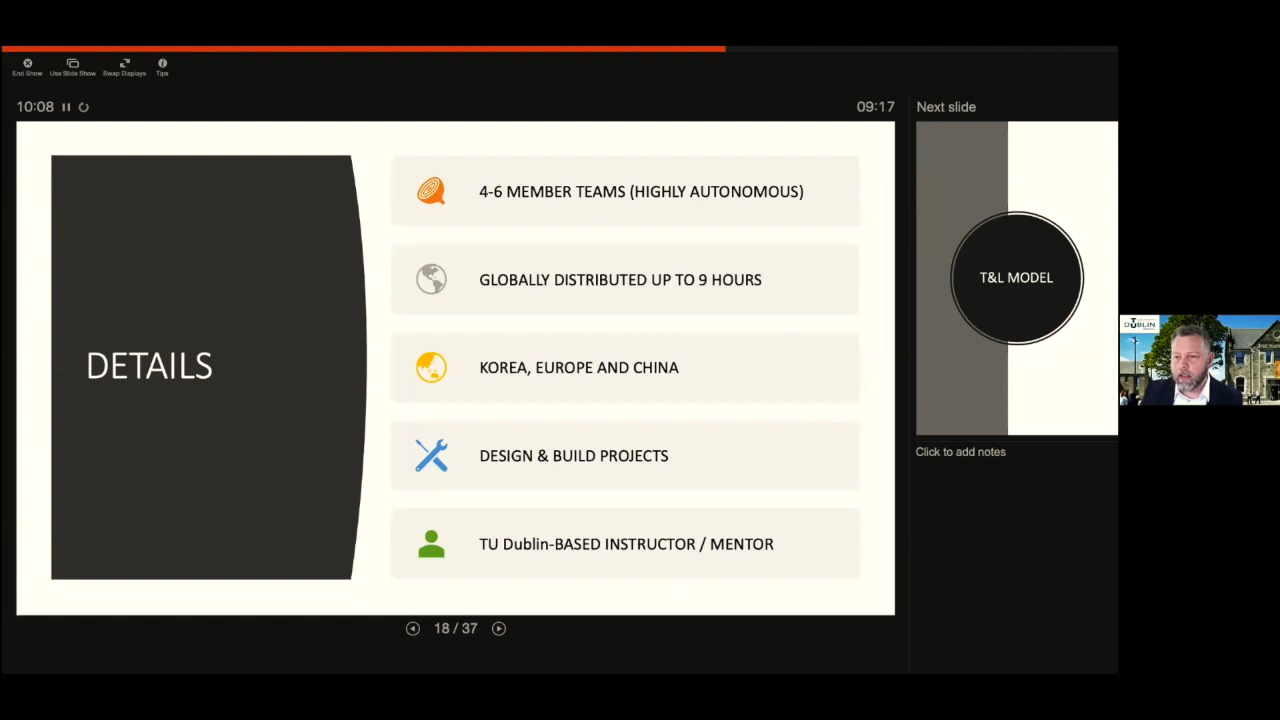 End Show
Use Slide Show
Swap Displays
Tips
10:08
09:17
Next slide
DETAILS
4-6 MEMBER TEAMS (HIGHLY AUTONOMOUS)
GLOBALLY DISTRIBUTED UP TO 9 HOURS
KOREA, EUROPE AND CHINA
DESIGN & BUILD PROJECTS
TU Dublin-BASED INSTRUCTOR / MENTOR
T&L MODEL
Click to add notes
18 / 37
DUBLIN